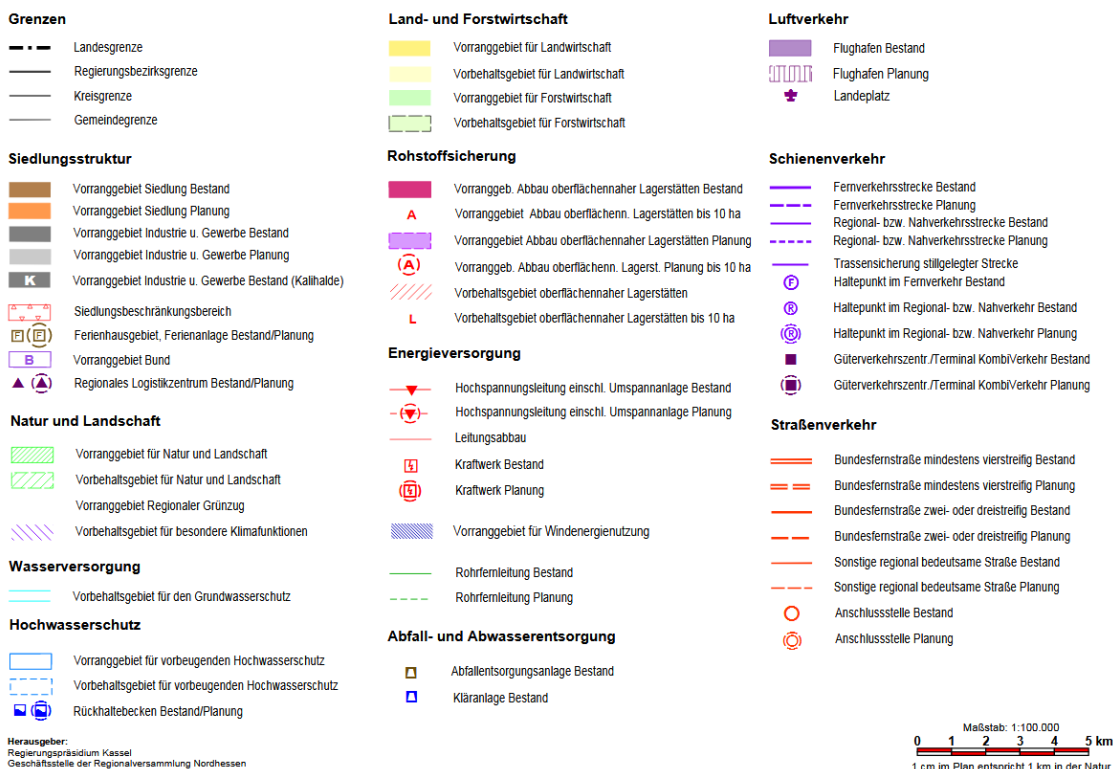 Grenzen
Landesgrenze
Regierungsbezirksgrenze
Kreisgrenze
Gemeindegrenze
Siedlungsstruktur
Vorranggebiet Siedlung Bestand
Vorranggebiet Siedlung Planung
Vorranggebiet Industrie u. Gewerbe Bestand
Vorranggebiet Industrie u. Gewerbe Planung
K Vorranggebiet Industrie u. Gewerbe Bestand (Kalihalde)
Siedlungsbeschränkungsbereich
F (F) Ferienhausgebiet, Ferienanlage Bestand/Planung
B Vorranggebiet Bund
Regionales Logistikzentrum Bestand/Planung
Natur und Landschaft
Vorranggebiet für Natur und Landschaft
Vorbehaltsgebiet für Natur und Landschaft
Vorranggebiet Regionaler Grünzug
Vorbehaltsgebiet für besondere Klimafunktionen
Wasserversorgung
Vorbehaltsgebiet für den Grundwasserschutz
Hochwasserschutz
Vorranggebiet für vorbeugenden Hochwasserschutz
Vorbehaltsgebiet für vorbeugenden Hochwasserschutz
Rückhaltebecken Bestand/Planung
Herausgeber:
Regierungspräsidium Kassel
Geschäftsstelle der Regionalversammlung Nordhessen
Land- und Forstwirtschaft
Vorranggebiet für Landwirtschaft
Vorbehaltsgebiet für Landwirtschaft
Vorranggebiet für Forstwirtschaft
Vorbehaltsgebiet für Forstwirtschaft
Rohstoffsicherung
Vorranggeb. Abbau oberflächennaher Lagerstätten Bestand
A Vorranggebiet Abbau oberflächenn. Lagerstätten bis 10 ha
Vorranggebiet Abbau oberflächennaher Lagerstätten Planung
(A) Vorranggeb. Abbau oberflächenn. Lagerst. Planung bis 10 ha
Vorbehaltsgebiet oberflächennaher Lagerstätten
L Vorbehaltsgebiet oberflächennaher Lagerstätten bis 10 ha
Energieversorgung
Hochspannungsleitung einschl. Umspannanlage Bestand
Hochspannungsleitung einschl. Umspannanlage Planung
Leitungsabbau
Kraftwerk Bestand
Kraftwerk Planung
Vorranggebiet für Windenergienutzung
Rohrfernleitung Bestand
Rohrfernleitung Planung
Abfall- und Abwasserentsorgung
Abfallentsorgungsanlage Bestand
Kläranlage Bestand
Luftverkehr
Flughafen Bestand
Flughafen Planung
Landeplatz
Schienenverkehr
Fernverkehrsstrecke Bestand
Fernverkehrsstrecke Planung
Regional- bzw. Nahverkehrsstrecke Bestand
Regional- bzw. Nahverkehrsstrecke Planung
Trassensicherung stillgelegter Strecke
F Haltepunkt im Fernverkehr Bestand
R Haltepunkt im Regional- bzw. Nahverkehr Bestand
(R) Haltepunkt im Regional- bzw. Nahverkehr Planung
Güterverkehrszentr./Terminal KombiVerkehr Bestand
Güterverkehrszentr./Terminal KombiVerkehr Planung
Straßenverkehr
Bundesfernstraße mindestens vierstreifig Bestand
Bundesfernstraße mindestens vierstreifig Planung
Bundesfernstraße zwei- oder dreistreifig Bestand
Bundesfernstraße zwei- oder dreistreifig Planung
Sonstige regional bedeutsame Straße Bestand
Sonstige regional bedeutsame Straße Planung
Anschlussstelle Bestand
Anschlussstelle Planung
Maßstab: 1:100.000
0 1 2 3 4 5 km
1 cm im Plan entspricht 1 km in der Natur